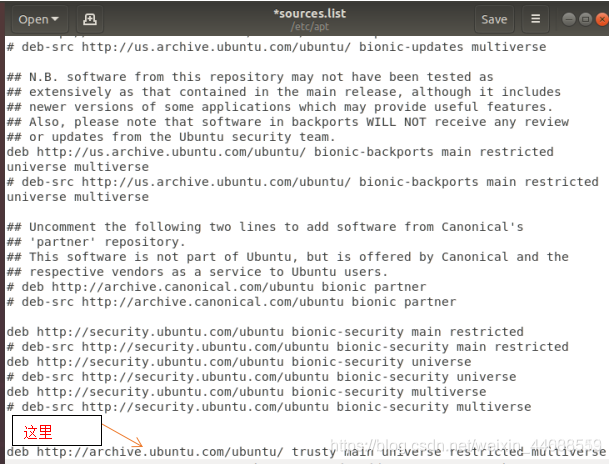 Open
*sources.list
/etc/apt
Save
# deb-src http://us.archive.ubuntu.com/ubuntu/ bionic-updates multiverse
## N.B. software from this repository may not have been tested as
## extensively as that contained in the main release, although it includes
## newer versions of some applications which may provide useful features.
## Also, please note that software in backports WILL NOT receive any review
## or updates from the Ubuntu security team.
deb http://us.archive.ubuntu.com/ubuntu/ bionic-backports main restricted
universe multiverse
# deb-src http://us.archive.ubuntu.com/ubuntu/ bionic-backports main restricted
universe multiverse
## Uncomment the following two lines to add software from Canonical's
## 'partner' repository.
## This software is not part of Ubuntu, but is offered by Canonical and the
## respective vendors as a service to Ubuntu users.
# deb http://archive.canonical.com/ubuntu bionic partner
# deb-src http://archive.canonical.com/ubuntu bionic partner
deb http://security.ubuntu.com/ubuntu bionic-security main restricted
# deb-src http://security.ubuntu.com/ubuntu bionic-security main restricted
deb http://security.ubuntu.com/ubuntu bionic-security universe
# deb-src http://security.ubuntu.com/ubuntu bionic-security universe
deb http://security.ubuntu.com/ubuntu bionic-security multiverse
# deb-src http://security.ubuntu.com/ubuntu bionic-security multiverse
这里
https://blog.csdn.net/weixin_44088559
deb http://archive.ubuntu.com/ubuntu/ trusty main universe restricted multiverse